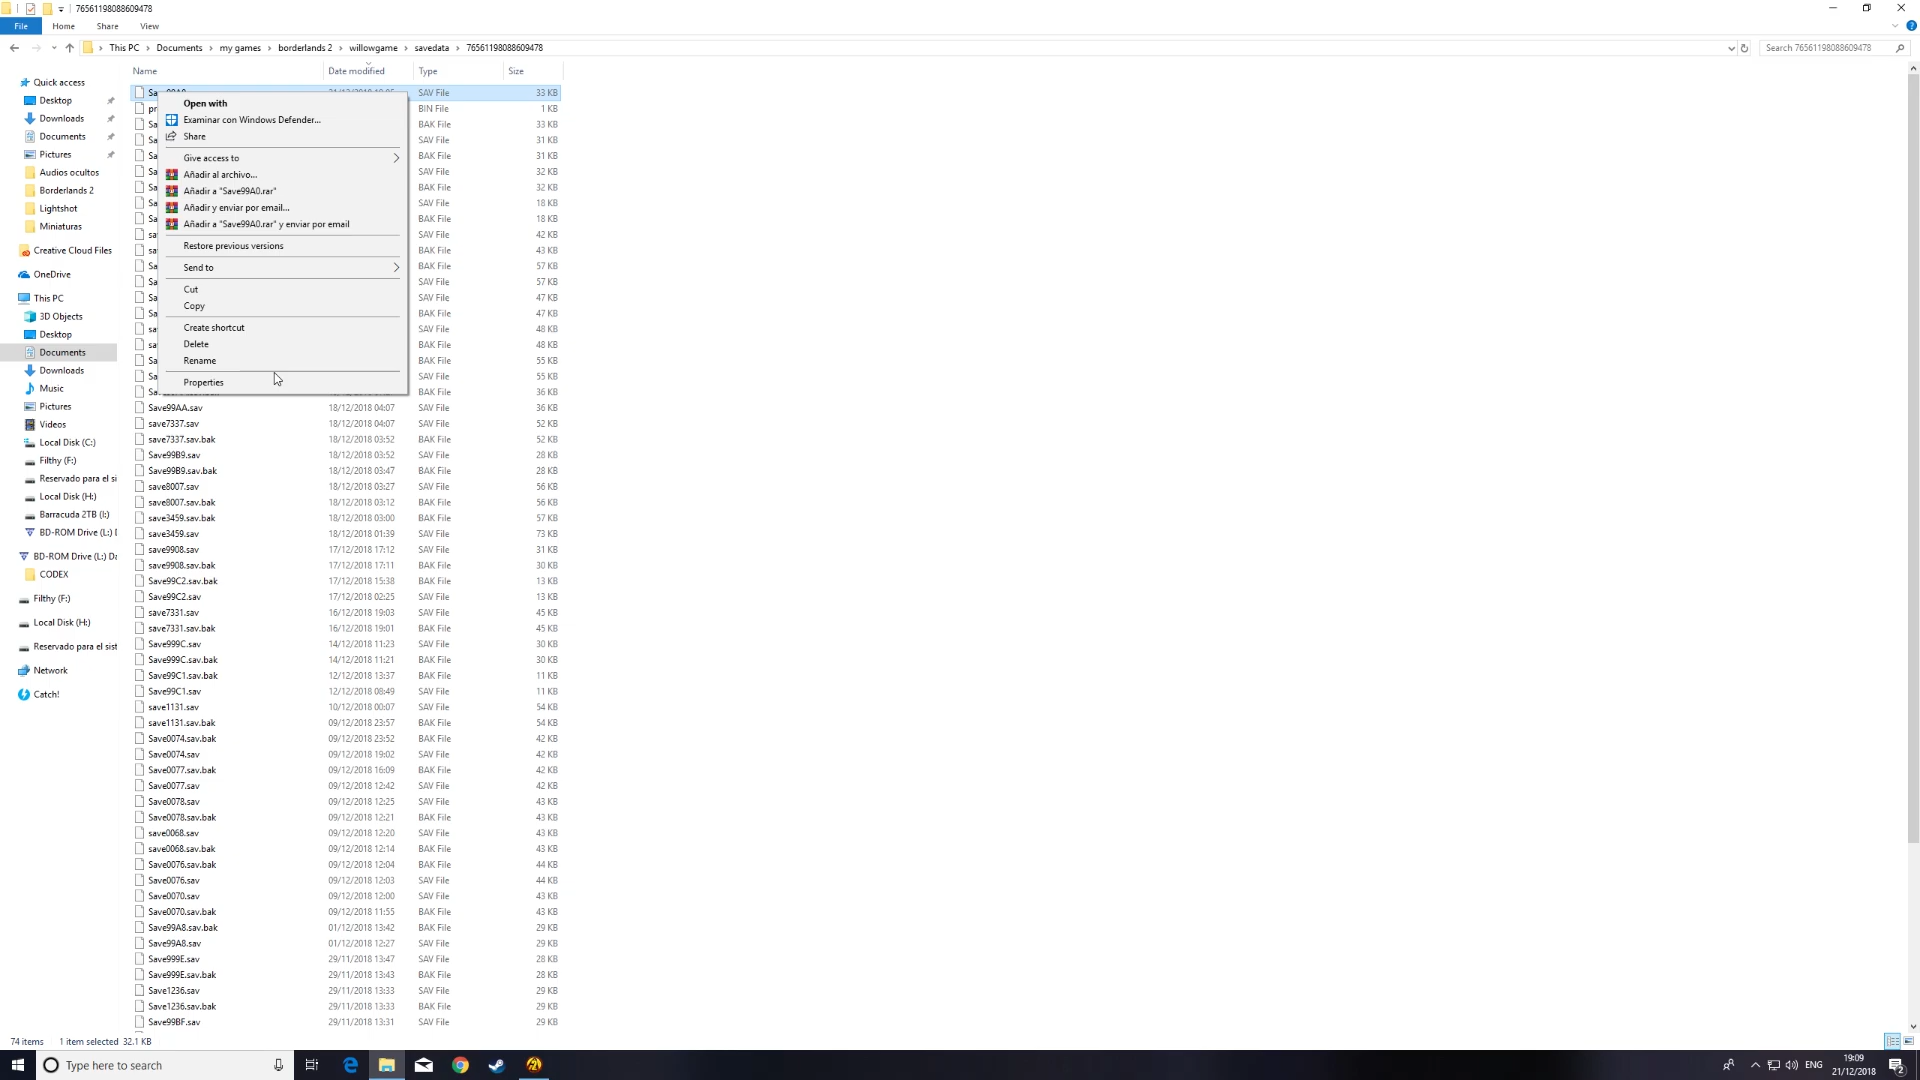 76561198088609478
File Home Share View
This PC Documents my games borderlands 2 willowgame savedata 76561198088609478
Search 76561198088609478
Name Date modified Type Size
Quick access
Desktop
Downloads
Documents
Pictures
Audios ocultos
Borderlands 2
Lightshot
Miniaturas
Creative Cloud Files
OneDrive
This PC
3D Objects
Desktop
Documents
Downloads
Music
Pictures
Videos
Local Disk (C:)
Filthy (F:)
Reservado para el si
Local Disk (H:)
Barracuda 2TB (I:)
BD-ROM Drive (L:) D
BD-ROM Drive (L:) Da
CODEX
Filthy (F:)
Local Disk (H:)
Reservado para el sist
Network
Catch!
SAV File 33 KB
BIN File 1 KB
BAK File 33 KB
SAV File 31 KB
BAK File 31 KB
SAV File 32 KB
BAK File 32 KB
SAV File 18 KB
BAK File 18 KB
SAV File 42 KB
BAK File 43 KB
BAK File 57 KB
SAV File 57 KB
SAV File 47 KB
BAK File 47 KB
SAV File 48 KB
BAK File 48 KB
SAV File 55 KB
BAK File 55 KB
BAK File 36 KB
Open with
Examinar con Windows Defender...
Share
Give access to
Añadir al archivo...
Añadir a "Save99A0.rar"
Añadir y enviar por email...
Añadir a "Save99A0.rar" y enviar por email
Restore previous versions
Send to
Cut
Copy
Create shortcut
Delete
Rename
Properties
Save99AA.sav 18/12/2018 04:07 SAV File 36 KB
save7337.sav 18/12/2018 04:07 SAV File 52 KB
save7337.sav.bak 18/12/2018 03:52 BAK File 52 KB
Save99B9.sav 18/12/2018 03:52 SAV File 28 KB
Save99B9.sav.bak 18/12/2018 03:47 BAK File 28 KB
save8007.sav 18/12/2018 03:27 SAV File 56 KB
save8007.sav.bak 18/12/2018 03:12 BAK File 56 KB
save3459.sav.bak 18/12/2018 03:00 BAK File 57 KB
save3459.sav 18/12/2018 01:39 SAV File 73 KB
save9908.sav 17/12/2018 17:12 SAV File 31 KB
save9908.sav.bak 17/12/2018 17:11 BAK File 30 KB
Save99C2.sav.bak 17/12/2018 15:38 BAK File 13 KB
Save99C2.sav 17/12/2018 02:25 SAV File 13 KB
save7331.sav 16/12/2018 19:03 SAV File 45 KB
save7331.sav.bak 16/12/2018 19:01 BAK File 45 KB
Save999C.sav 14/12/2018 11:23 SAV File 30 KB
Save999C.sav.bak 14/12/2018 11:21 BAK File 30 KB
Save99C1.sav.bak 12/12/2018 13:37 BAK File 11 KB
Save99C1.sav 12/12/2018 08:49 SAV File 11 KB
save1131.sav 10/12/2018 00:07 SAV File 54 KB
save1131.sav.bak 09/12/2018 23:57 BAK File 54 KB
Save0074.sav.bak 09/12/2018 23:52 BAK File 42 KB
Save0074.sav 09/12/2018 19:02 SAV File 42 KB
Save0077.sav.bak 09/12/2018 16:09 BAK File 42 KB
Save0077.sav 09/12/2018 12:42 SAV File 42 KB
Save0078.sav 09/12/2018 12:25 SAV File 43 KB
Save0078.sav.bak 09/12/2018 12:21 BAK File 43 KB
save0068.sav 09/12/2018 12:20 SAV File 43 KB
save0068.sav.bak 09/12/2018 12:14 BAK File 43 KB
Save0076.sav.bak 09/12/2018 12:04 BAK File 44 KB
Save0076.sav 09/12/2018 12:03 SAV File 44 KB
Save0070.sav 09/12/2018 12:00 SAV File 43 KB
Save0070.sav.bak 09/12/2018 11:55 BAK File 43 KB
Save99A8.sav.bak 01/12/2018 13:42 BAK File 29 KB
Save99A8.sav 01/12/2018 12:27 SAV File 29 KB
Save999E.sav 29/11/2018 13:47 SAV File 28 KB
Save999E.sav.bak 29/11/2018 13:43 BAK File 28 KB
Save1236.sav 29/11/2018 13:33 SAV File 29 KB
Save1236.sav.bak 29/11/2018 13:33 BAK File 29 KB
Save99BF.sav 29/11/2018 13:31 SAV File 29 KB
74 items 1 item selected 32.1 KB
Type here to search
ENG
19:09
21/12/2018
2